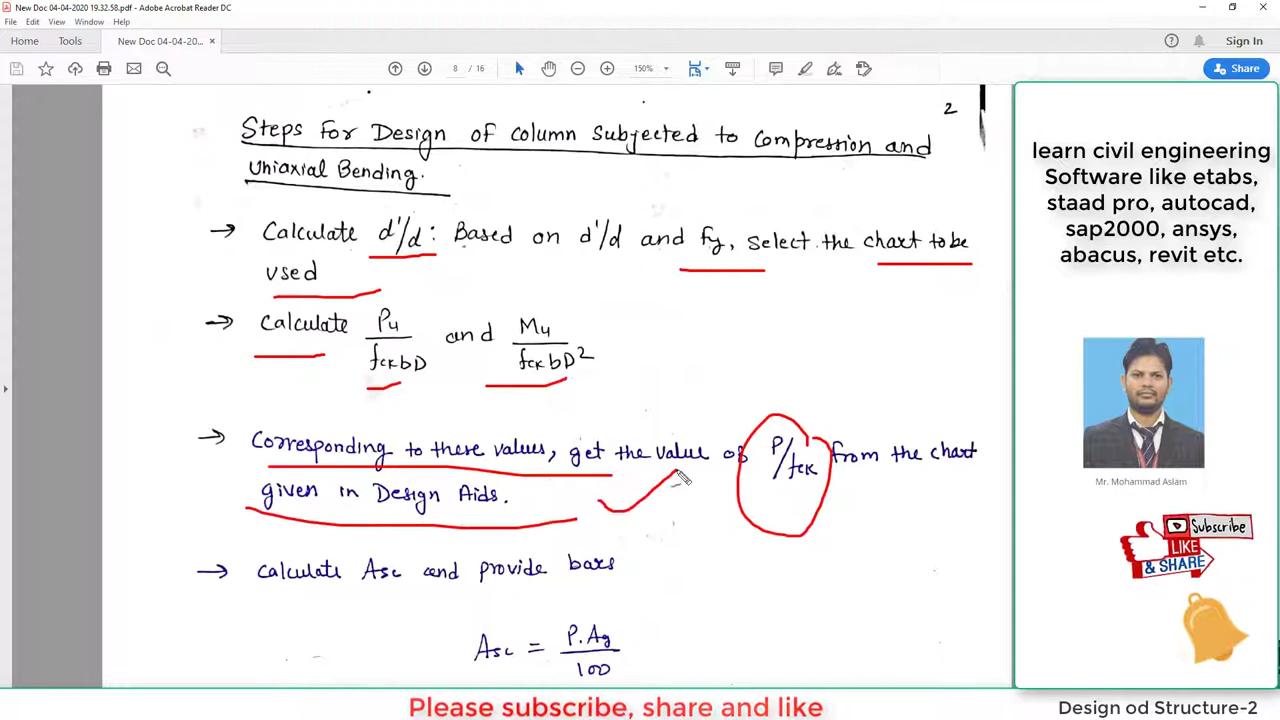 New Doc 04-04-2020 19.32.58.pdf - Adobe Acrobat Reader DC
File Edit View Window Help
Home Tools New Doc 04-04-20... × Sign In
8 / 16 150% Share
2
Steps For Design of column subjected to compression and
Uniaxial Bending.
→ Calculate d'/d: Based on d'/d and fy, select the chart to be
used
→ Calculate Pu/fckbD and Mu/fckbD²
→ Corresponding to these values, get the value of P/fck from the chart
given in Design Aids.
→ calculate Asc and provide bars
Asc = P.Ag/100
learn civil engineering
Software like etabs,
staad pro, autocad,
sap2000, ansys,
abacus, revit etc.
Mr. Mohammad Aslam
Subscribe
LIKE
& SHARE
Please subscribe, share and like
Design od Structure-2